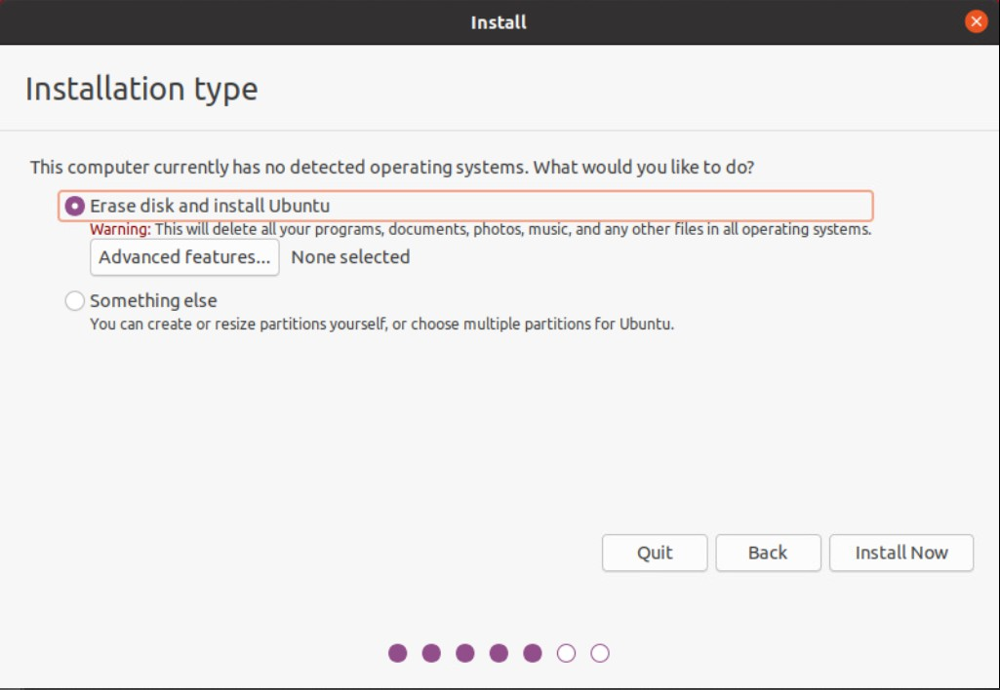 Install
Installation type
This computer currently has no detected operating systems. What would you like to do?
Erase disk and install Ubuntu
Warning: This will delete all your programs, documents, photos, music, and any other files in all operating systems.
Advanced features... None selected
Something else
You can create or resize partitions yourself, or choose multiple partitions for Ubuntu.
Quit Back Install Now